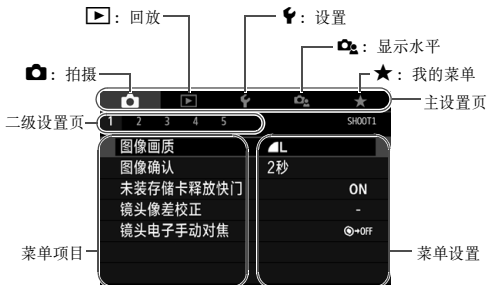 ：回放
：设置
：显示水平
：拍摄
★：我的菜单
主设置页
二级设置页
1 2 3 4 5 SHOOT1
图像画质 L
图像确认 2秒
未装存储卡释放快门 ON
镜头像差校正 -
镜头电子手动对焦 →OFF
菜单项目
菜单设置